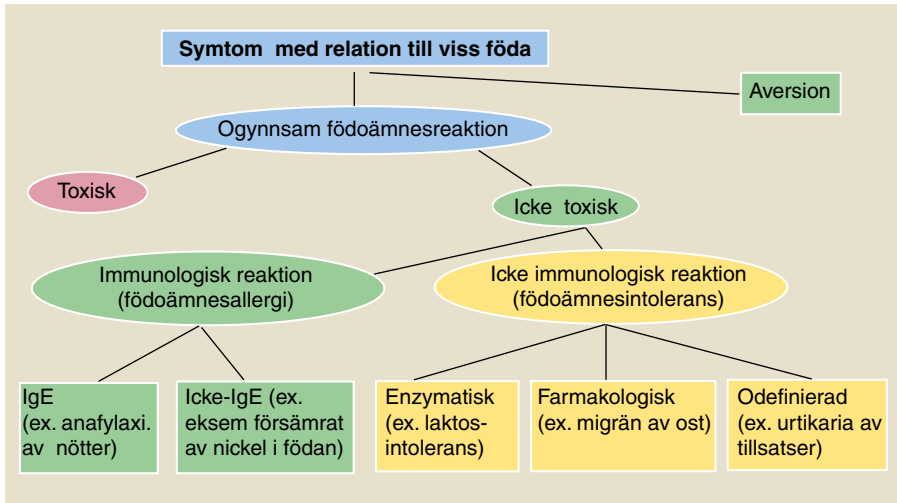 Symtom med relation till viss föda
Aversion
Ogynnsam födoämnesreaktion
Toxisk
Icke toxisk
Immunologisk reaktion
(födoämnesallergi)
Icke immunologisk reaktion
(födoämnesintolerans)
IgE
(ex. anafylaxi.
av nötter)
Icke-IgE (ex.
eksem försämrat
av nickel i födan)
Enzymatisk
(ex. laktos-
intolerans)
Farmakologisk
(ex. migrän av ost)
Odefinierad
(ex. urtikaria av
tillsatser)